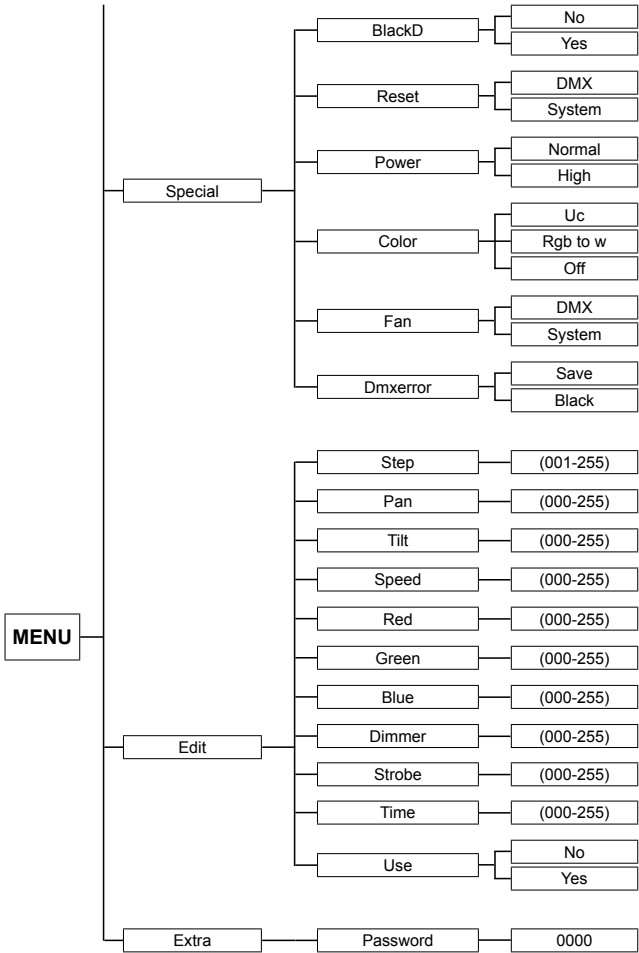 BlackD
No
Yes
Reset
DMX
System
Power
Normal
High
Special
Color
Uc
Rgb to w
Off
Fan
DMX
System
Dmxerror
Save
Black
Step
(001-255)
Pan
(000-255)
Tilt
(000-255)
Speed
(000-255)
MENU
Red
(000-255)
Green
(000-255)
Blue
(000-255)
Edit
Dimmer
(000-255)
Strobe
(000-255)
Time
(000-255)
Use
No
Yes
Extra
Password
0000